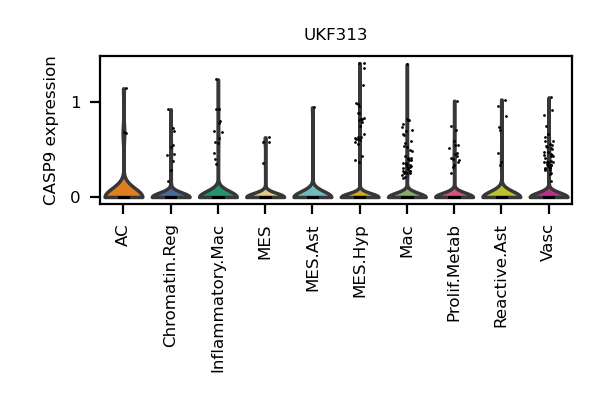 UKF313
CASP9 expression
1
0
AC
Chromatin.Reg
Inflammatory.Mac
MES
MES.Ast
MES.Hyp
Mac
Prolif.Metab
Reactive.Ast
Vasc